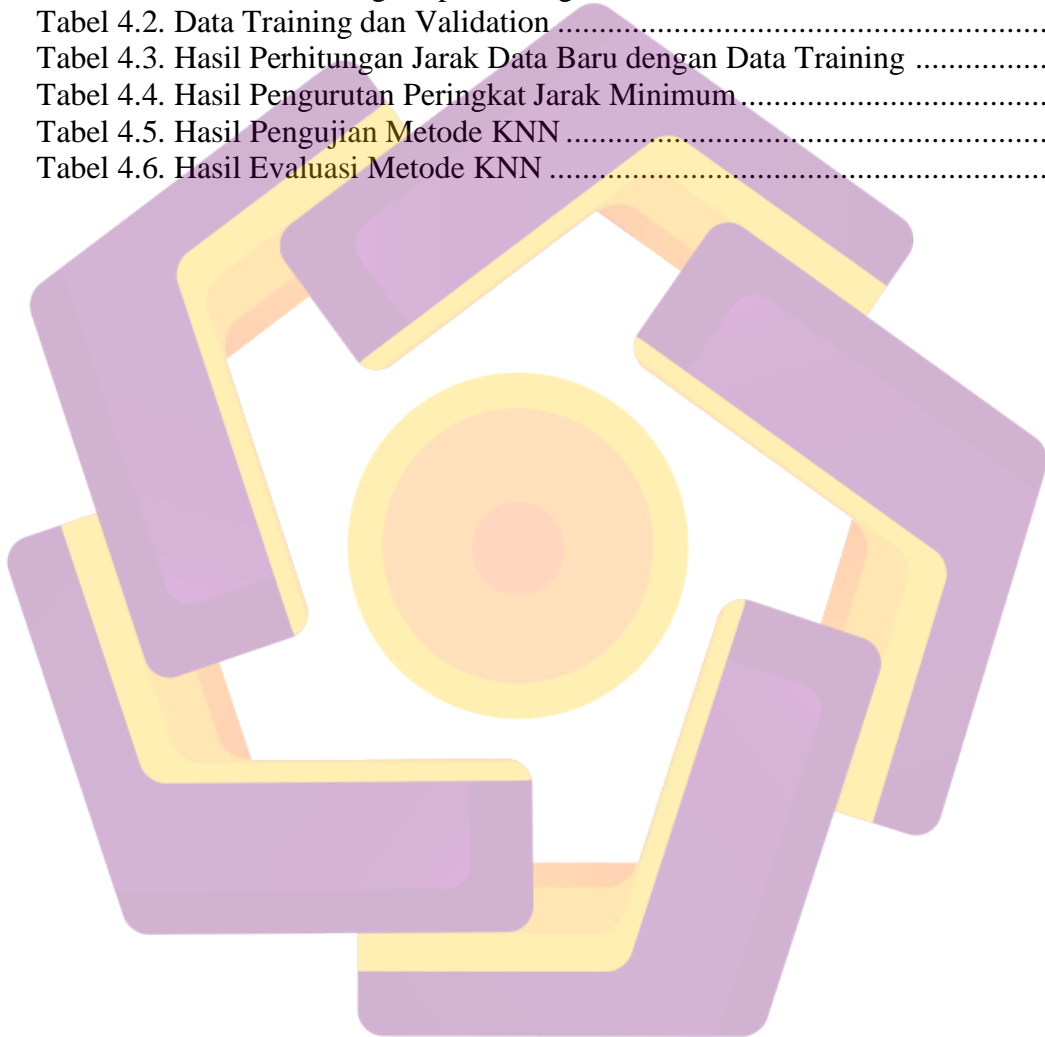 Tabel 4.2. Data Training dan Validation ........................................................
Tabel 4.3. Hasil Perhitungan Jarak Data Baru dengan Data Training ...............
Tabel 4.4. Hasil Pengurutan Peringkat Jarak Minimum...................................
Tabel 4.5. Hasil Pengujian Metode KNN.......................................................
Tabel 4.6. Hasil Evaluasi Metode KNN.........................................................